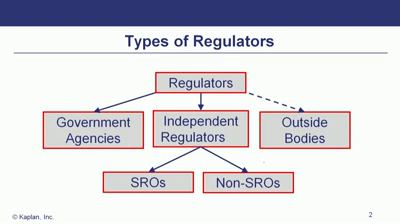 Types of Regulators
Regulators
Government
Agencies
Independent
Regulators
Outside
Bodies
SROs
Non-SROs
© Kaplan, Inc.
2